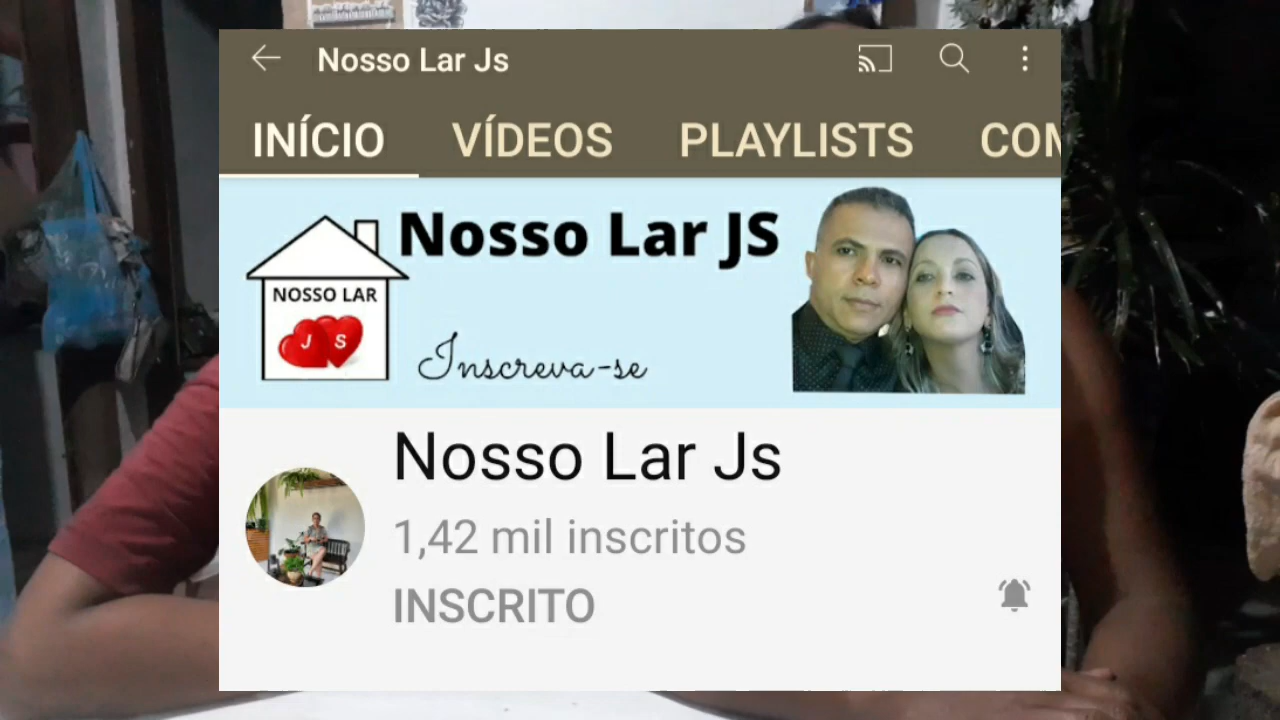 Nosso Lar Js
INÍCIO VÍDEOS PLAYLISTS COM
Nosso Lar JS
NOSSO LAR
J S
Inscreva-se
Nosso Lar Js
1,42 mil inscritos
INSCRITO